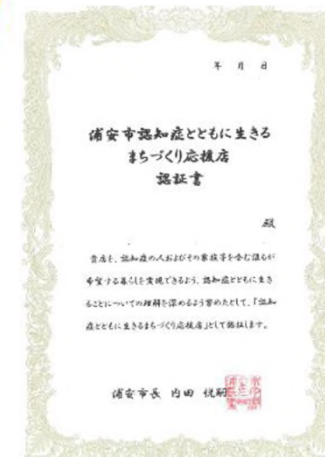 年 月 日
浦安市認知症とともに生きる
まちづくり応援店
認証書
殿
貴店を、認知症の人およびその家族等を含む誰もが
希望する暮らしを実現できるよう、認知症とともに生き
ることについての理解を深めるよう努めたとして、「認知
症とともに生きるまちづくり応援店」として認証します。
浦安市長 内田 悦嗣